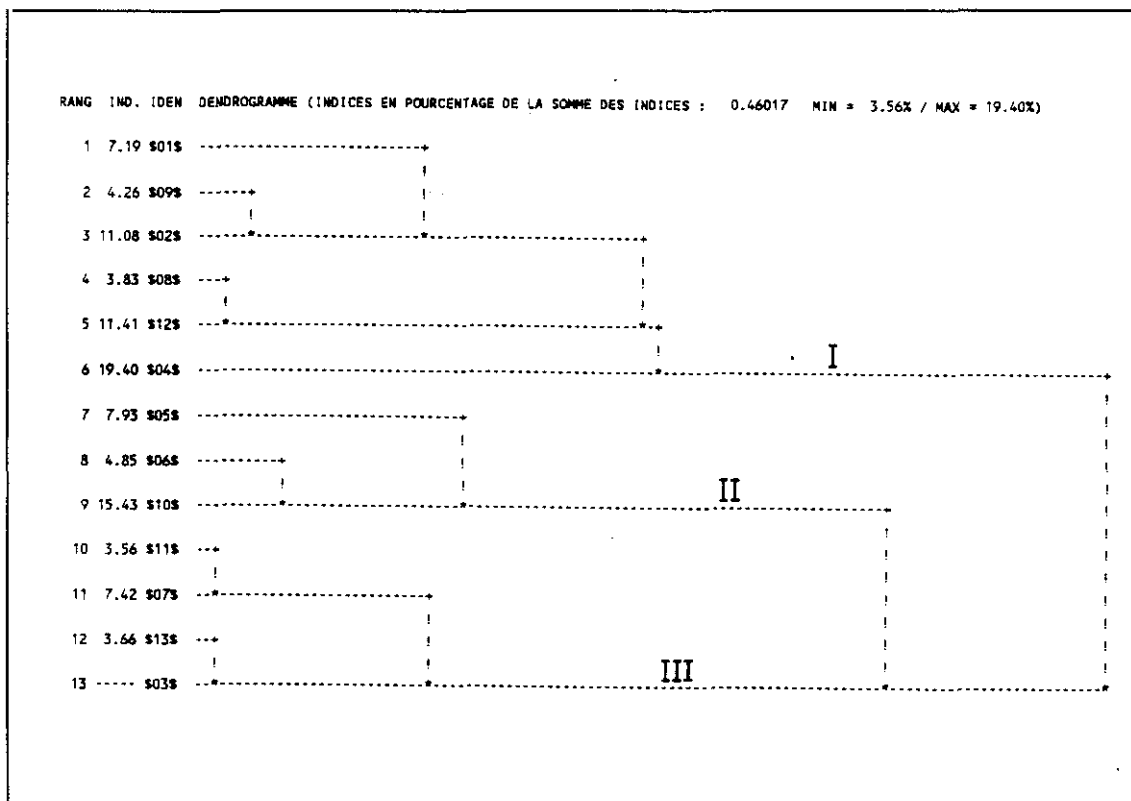 RANG IND. IDEN DENDROGRAMME (INDICES EN POURCENTAGE DE LA SOMME DES INDICES : 0.46017 MIN = 3.56% / MAX = 19.40%)
1 7.19 $01$
2 4.26 $09$
3 11.08 $02$
4 3.83 $08$
5 11.41 $12$
I
6 19.40 $04$
7 7.93 $05$
8 4.85 $06$
II
9 15.43 $10$
10 3.56 $11$
11 7.42 $07$
12 3.66 $13$
III
13 ----- $03$